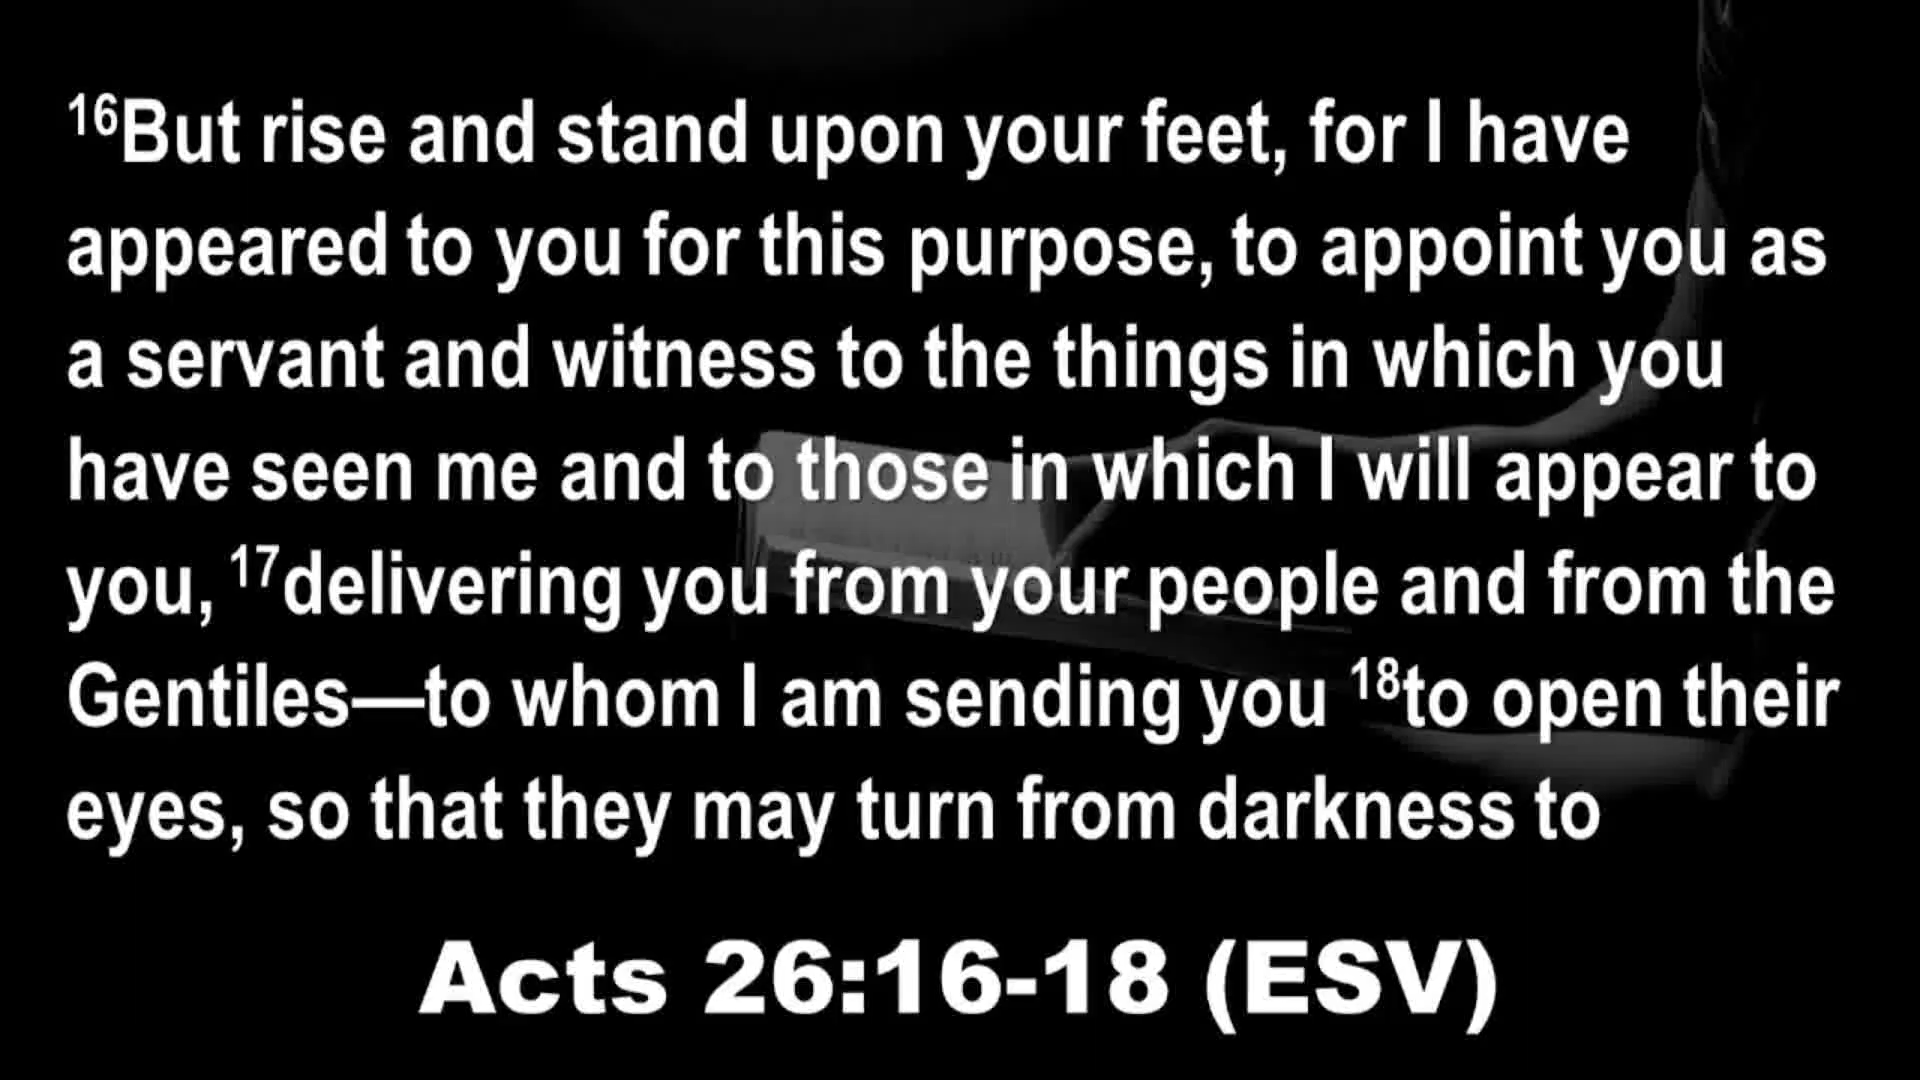 16But rise and stand upon your feet, for I have
appeared to you for this purpose, to appoint you as
a servant and witness to the things in which you
have seen me and to those in which I will appear to
you, 17delivering you from your people and from the
Gentiles—to whom I am sending you 18to open their
eyes, so that they may turn from darkness to
Acts 26:16-18 (ESV)